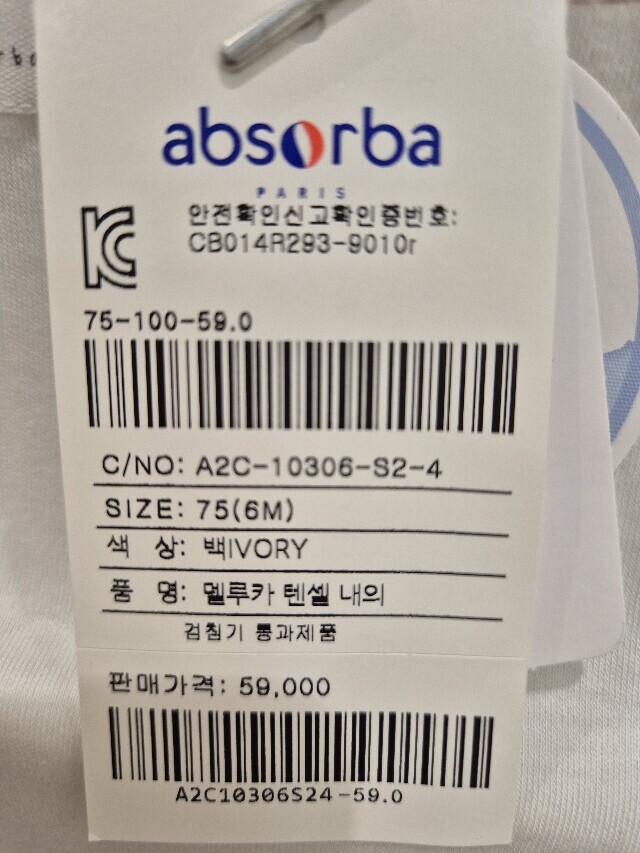 absorba
PARIS
안전확인신고확인증번호:
CB014R293-9010r
75-100-59.0
C/NO: A2C-10306-S2-4
SIZE: 75(6M)
색 상: 백IVORY
품 명: 멜루카 텐셀 내의
검침기 통과제품
판매가격: 59,000
A2C10306S24-59.0